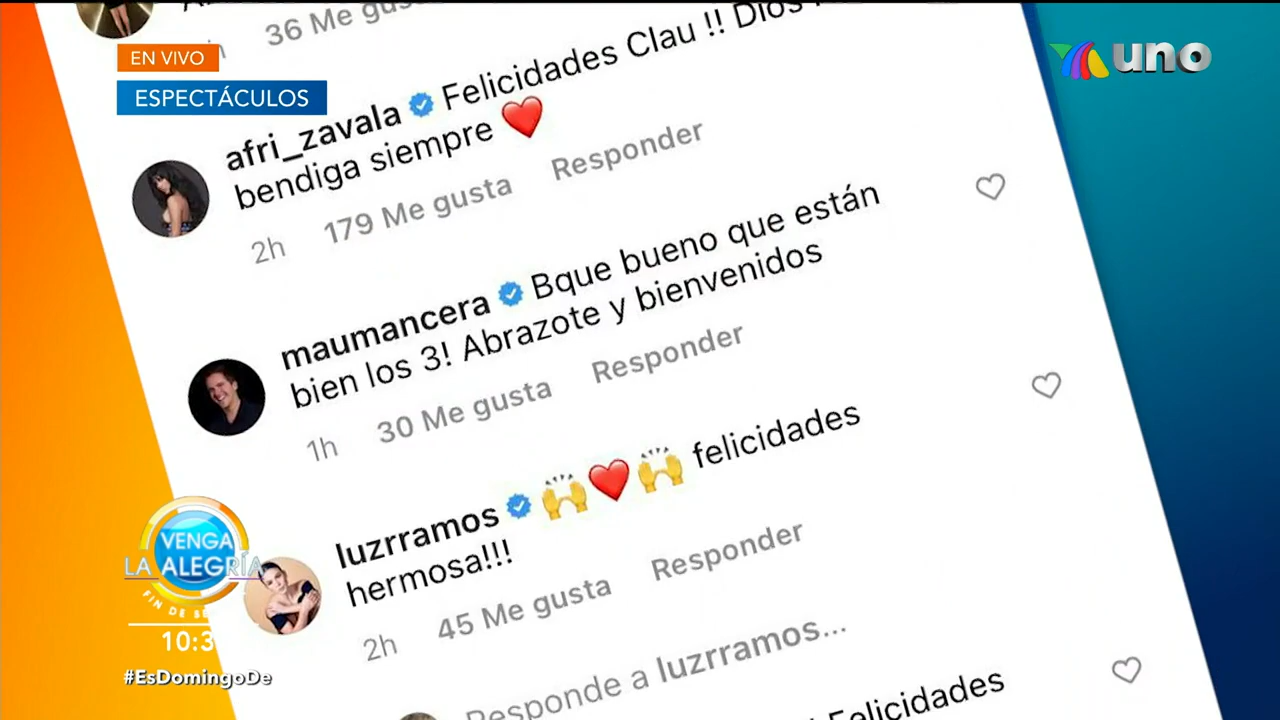 36 Me gu
EN VIVO
ESPECTÁCULOS
uno
afri_zavala Felicidades Clau !! Dios
bendiga siempre ❤️
2h 179 Me gusta Responder
maumancera Bque bueno que están
bien los 3! Abrazote y bienvenidos
1h 30 Me gusta Responder
luzrramos 🙌❤️🙌 felicidades
hermosa!!!
2h 45 Me gusta Responder
Responde a luzrramos...
Felicidades
VENGA
LA ALEGRÍA
FIN DE SE
10:3
#EsDomingoDe